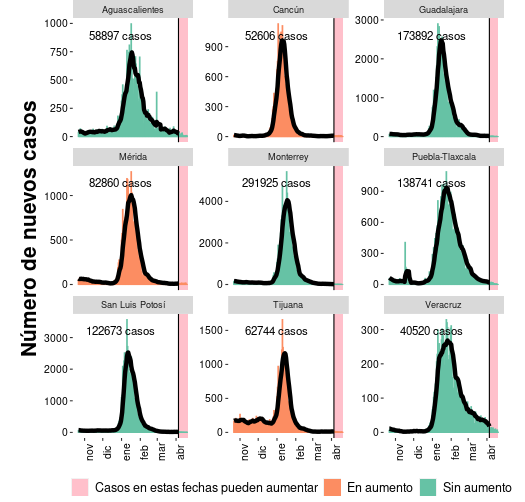 Número de nuevos casos
Aguascalientes
58897 casos
1000
750
500
250
0
Cancún
52606 casos
900
600
300
0
Guadalajara
173892 casos
3000
2000
1000
0
Mérida
82860 casos
1000
500
0
Monterrey
291925 casos
4000
2000
0
Puebla-Tlaxcala
138741 casos
900
600
300
0
San Luis Potosí
122673 casos
3000
2000
1000
0
nov dic ene feb mar abr
Tijuana
62744 casos
1500
1000
500
0
nov dic ene feb mar abr
Veracruz
40520 casos
300
200
100
0
nov dic ene feb mar abr
Casos en estas fechas pueden aumentar En aumento Sin aumento